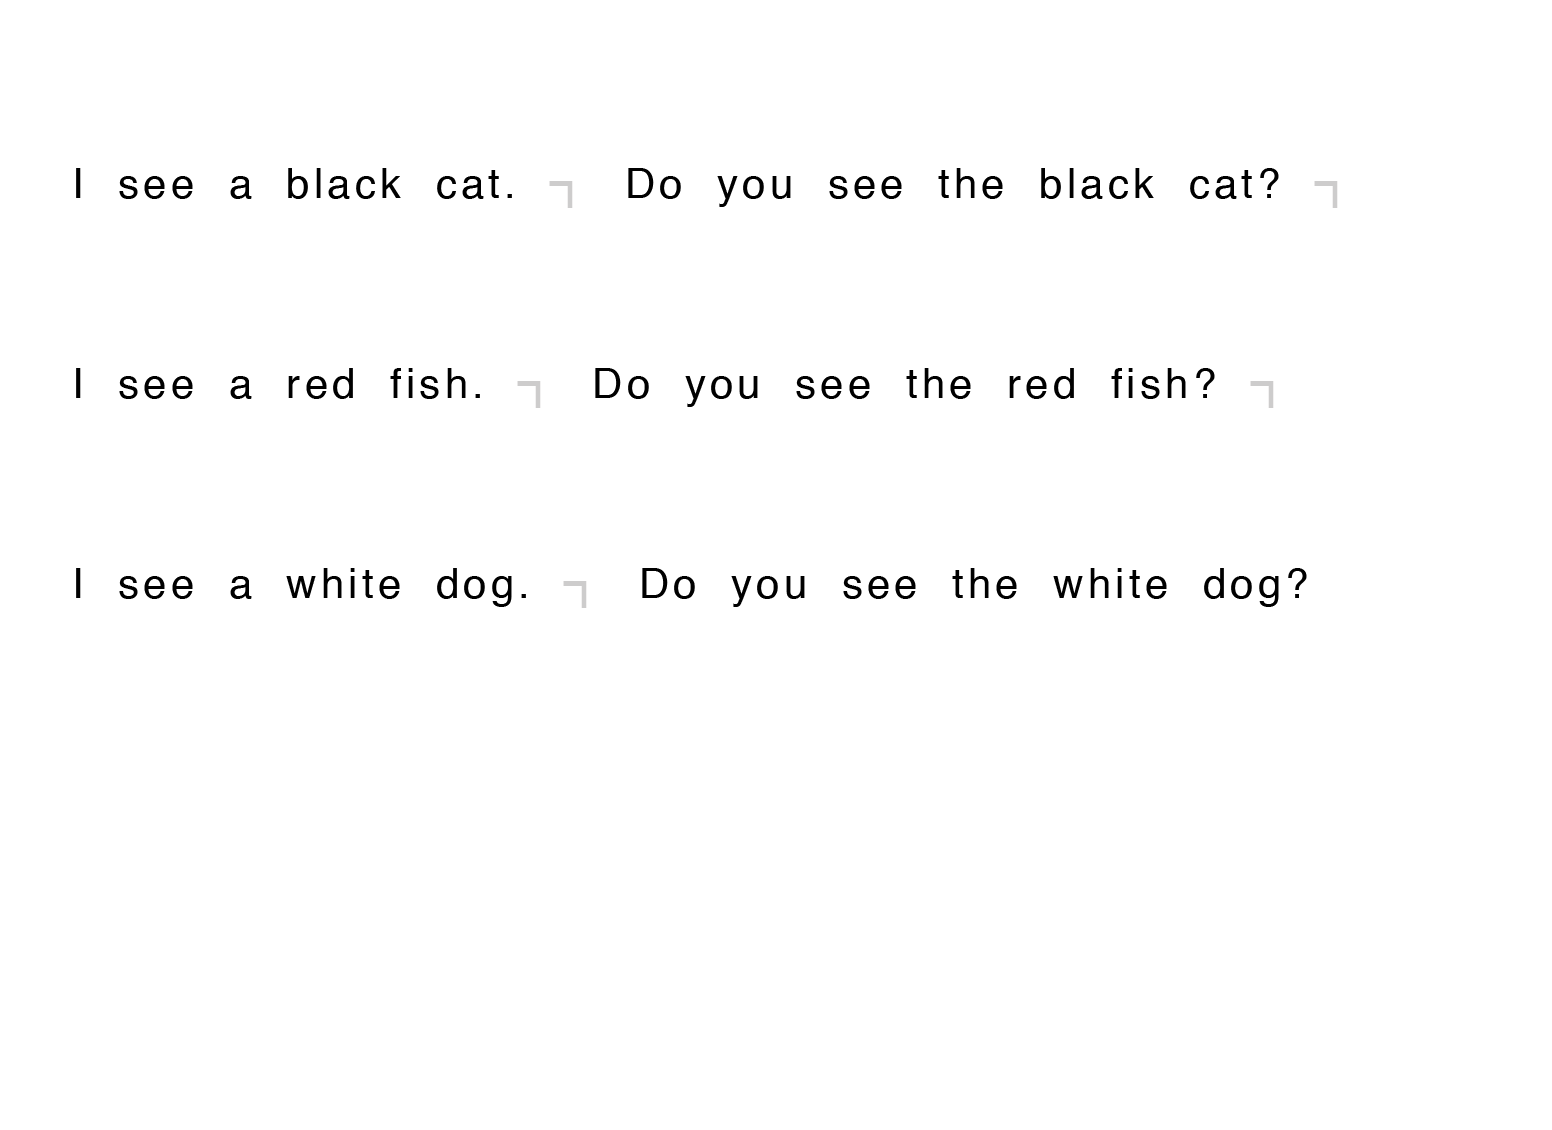 I see a black cat. ¬ Do you see the black cat? ¬
I see a red fish. ¬ Do you see the red fish? ¬
I see a white dog. ¬ Do you see the white dog?